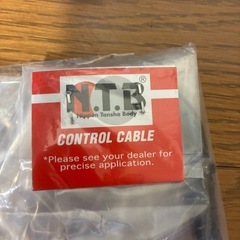 N.T.B®
Nippon Tansha Body
CONTROL CABLE
*Please see your dealer for
precise application.